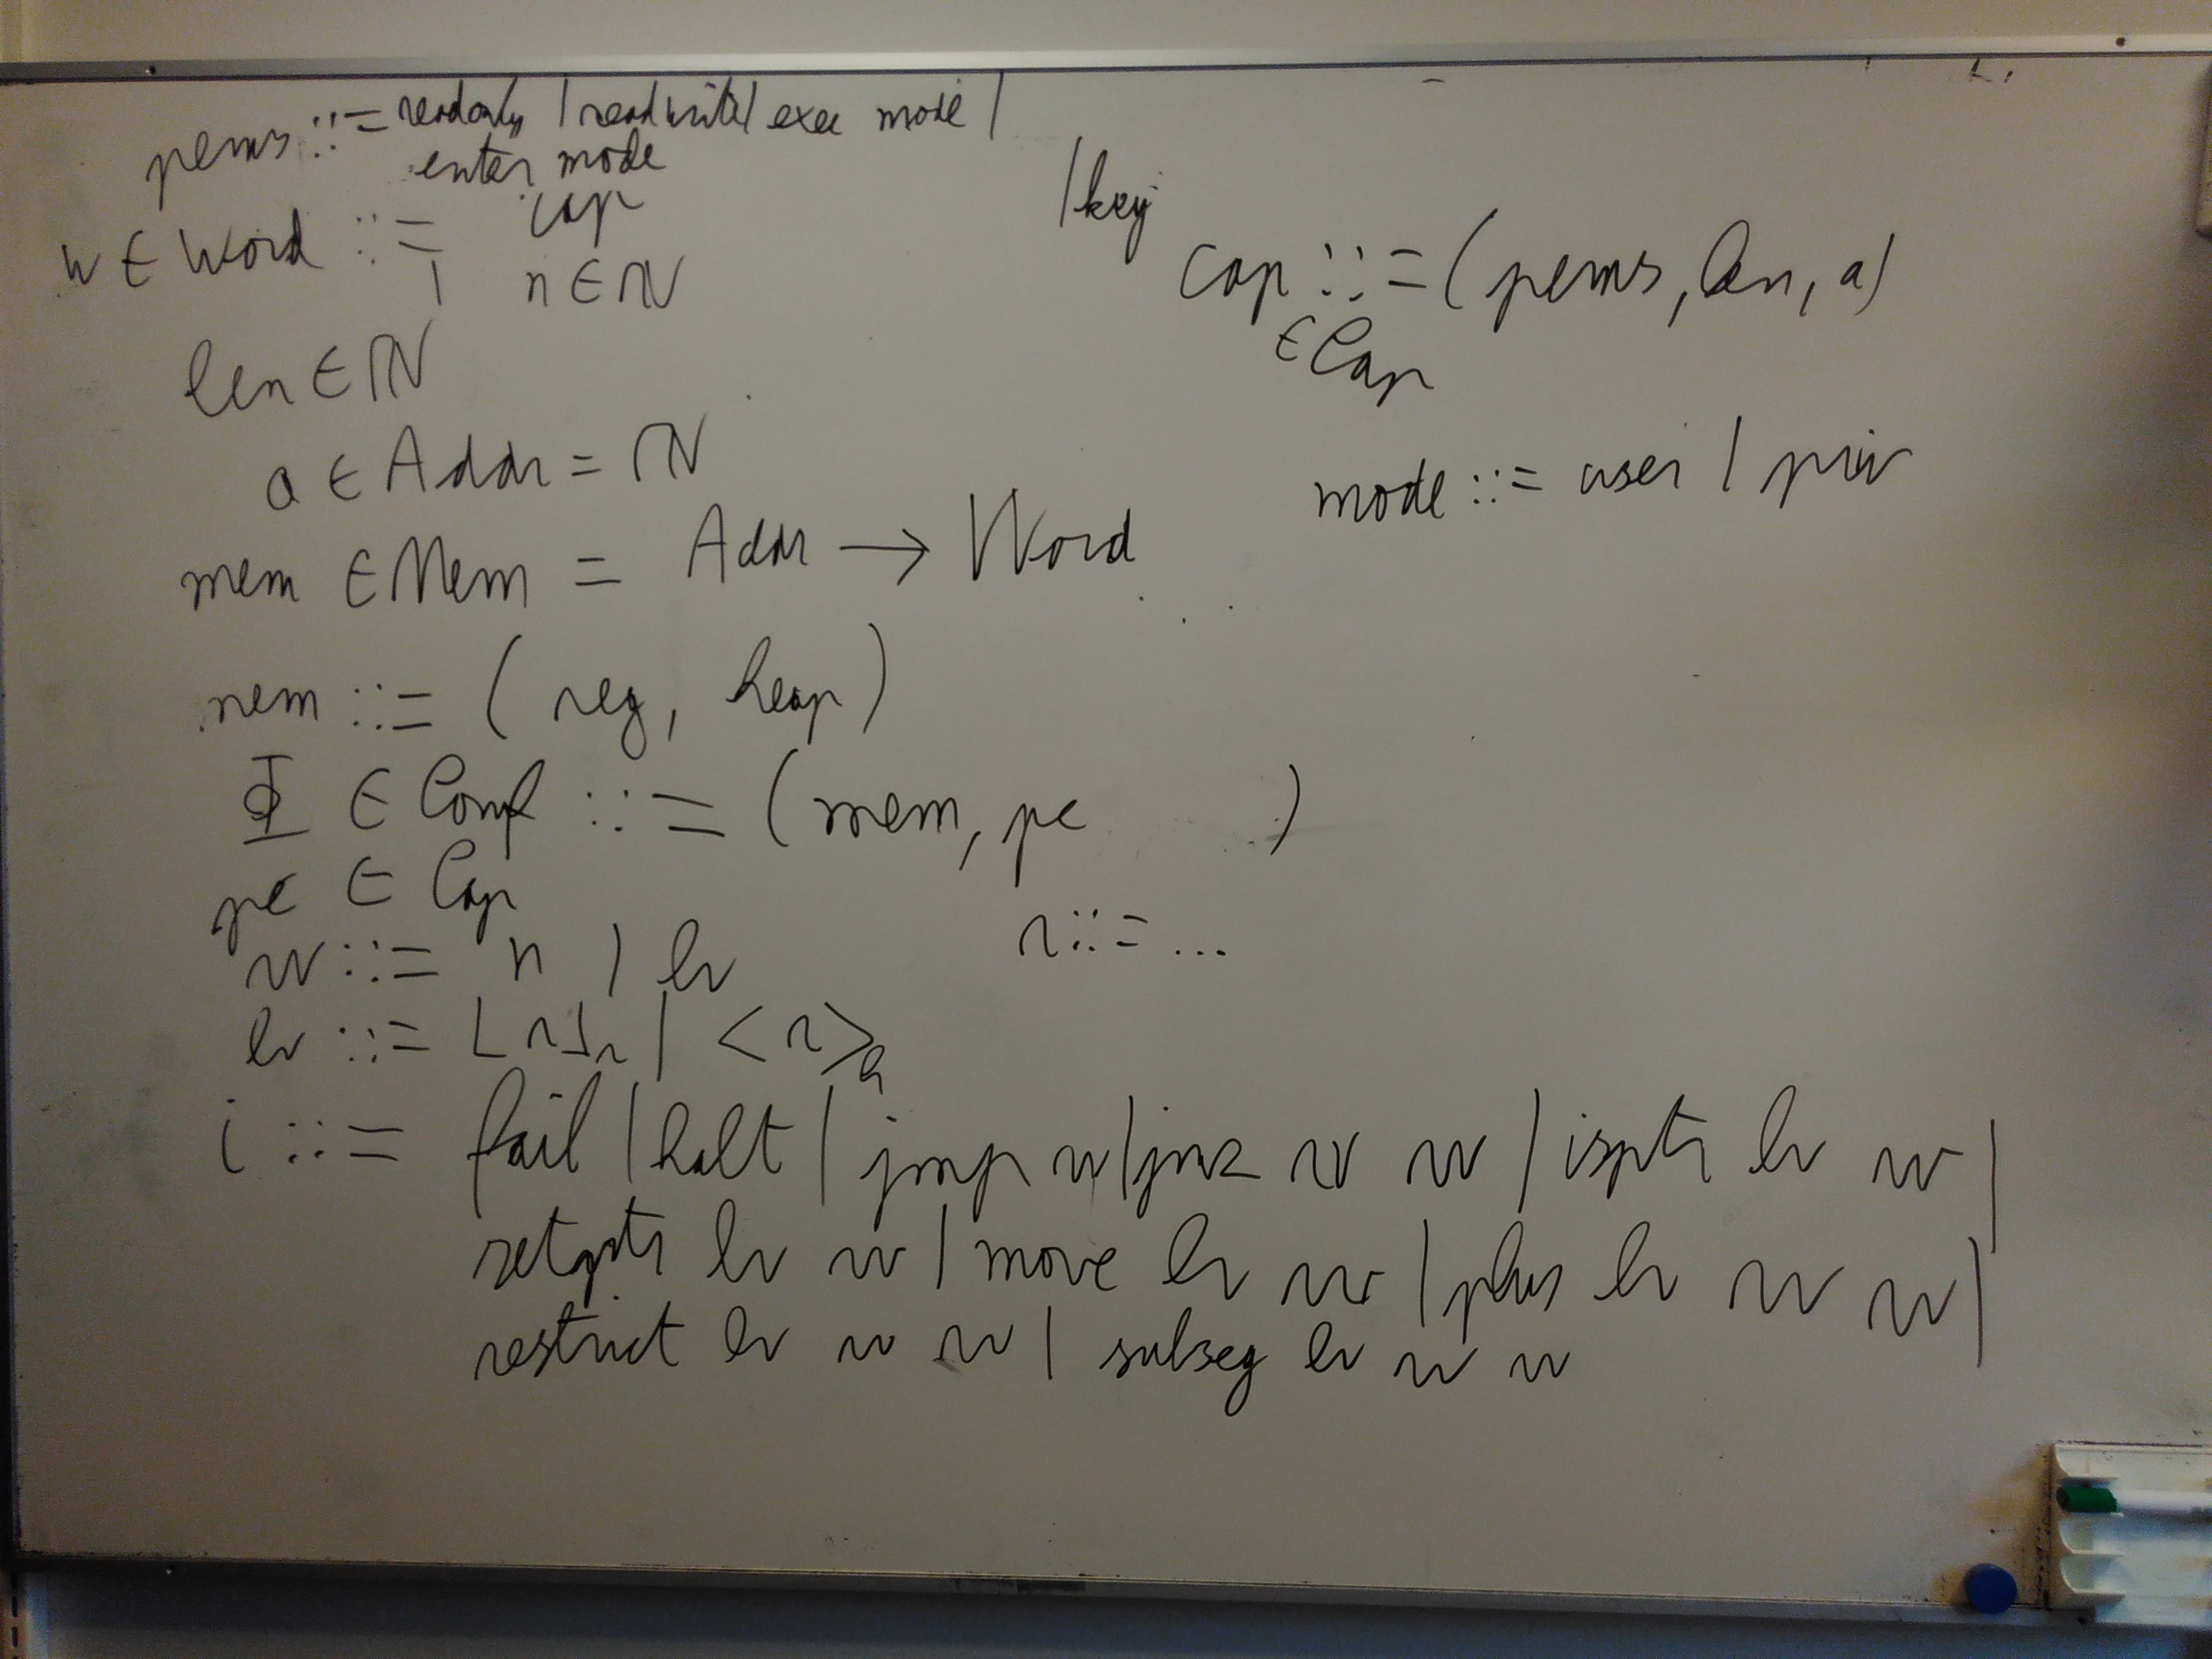 perms ::= readonly | readwrite | exec mode |
enter mode
| key
w ∈ Word ::= cap
| n ∈ ℕ
cap ::= (perms, len, a)
∈ Cap
len ∈ ℕ
a ∈ Addr = ℕ
mode ::= user | priv
mem ∈ Mem = Addr → Word
mem ::= (reg, heap)
Φ ∈ Conf ::= (mem, pc )
pc ∈ Cap
r ::= ...
rv ::= n | lv
lv ::= ⌊r⌋r | <r>h
i ::= fail | halt | jmp rv | jnz rv rv | isptr lv rv |
setptr lv rv | move lv rv | plus lv rv rv |
restrict lv rv rv | subseg lv rv rv